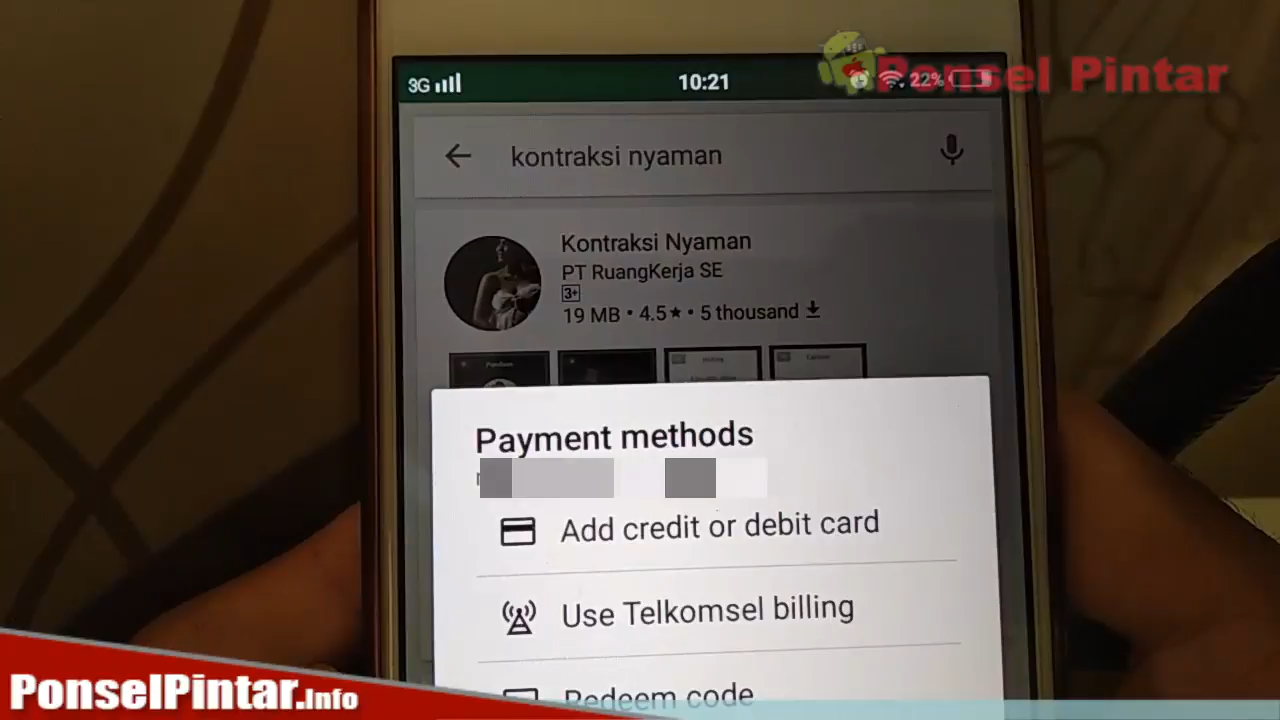 Ponsel Pintar
3G
10:21
22%
kontraksi nyaman
Kontraksi Nyaman
PT RuangKerja SE
3+
19 MB • 4.5★ • 5 thousand
Payment methods
Add credit or debit card
Use Telkomsel billing
Redeem code
PonselPintar.Info